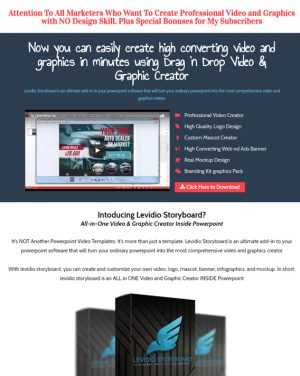 Attention To All Marketers Who Want To Create Professional Video and Graphics
with NO Design Skill. Plus Special Bonuses for My Subscribers
Now you can easily create high converting video and
graphics in minutes using Drag 'n Drop Video &
Graphic Creator
Levidio Storyboard is an ultimate add-in to your powerpoint software that will turn your ordinary powerpoint into the most comprehensive video and
graphics creator
Professional Video Creator
High Quality Logo Design
Custom Mascot Creator
High Converting Web nd Ads Banner
Real Mockup Design
Branding Kit graphics Pack
Click Here to Download
YOUR TRUSTED
AUTO DEALER
ON MARKET
Intoducing Levidio Storyboard?
All-in-One Video & Graphic Creator Inside Powerpoint
It's NOT Another Powerpoint Video Templates, It's more than just a template. Levidio Storyboard is an ultimate add-in to your
powerpoint software that will turn your ordinary powerpoint into the most comprehensive video and graphics creator
With levidio storyboard, you can create and customize your own video, logo, mascot, banner, infographics, and mockup. In short,
levidio storyboard is an ALL in ONE Video and Graphic Creator INSIDE Powerpoint
LEVIDIO STORYBOARD